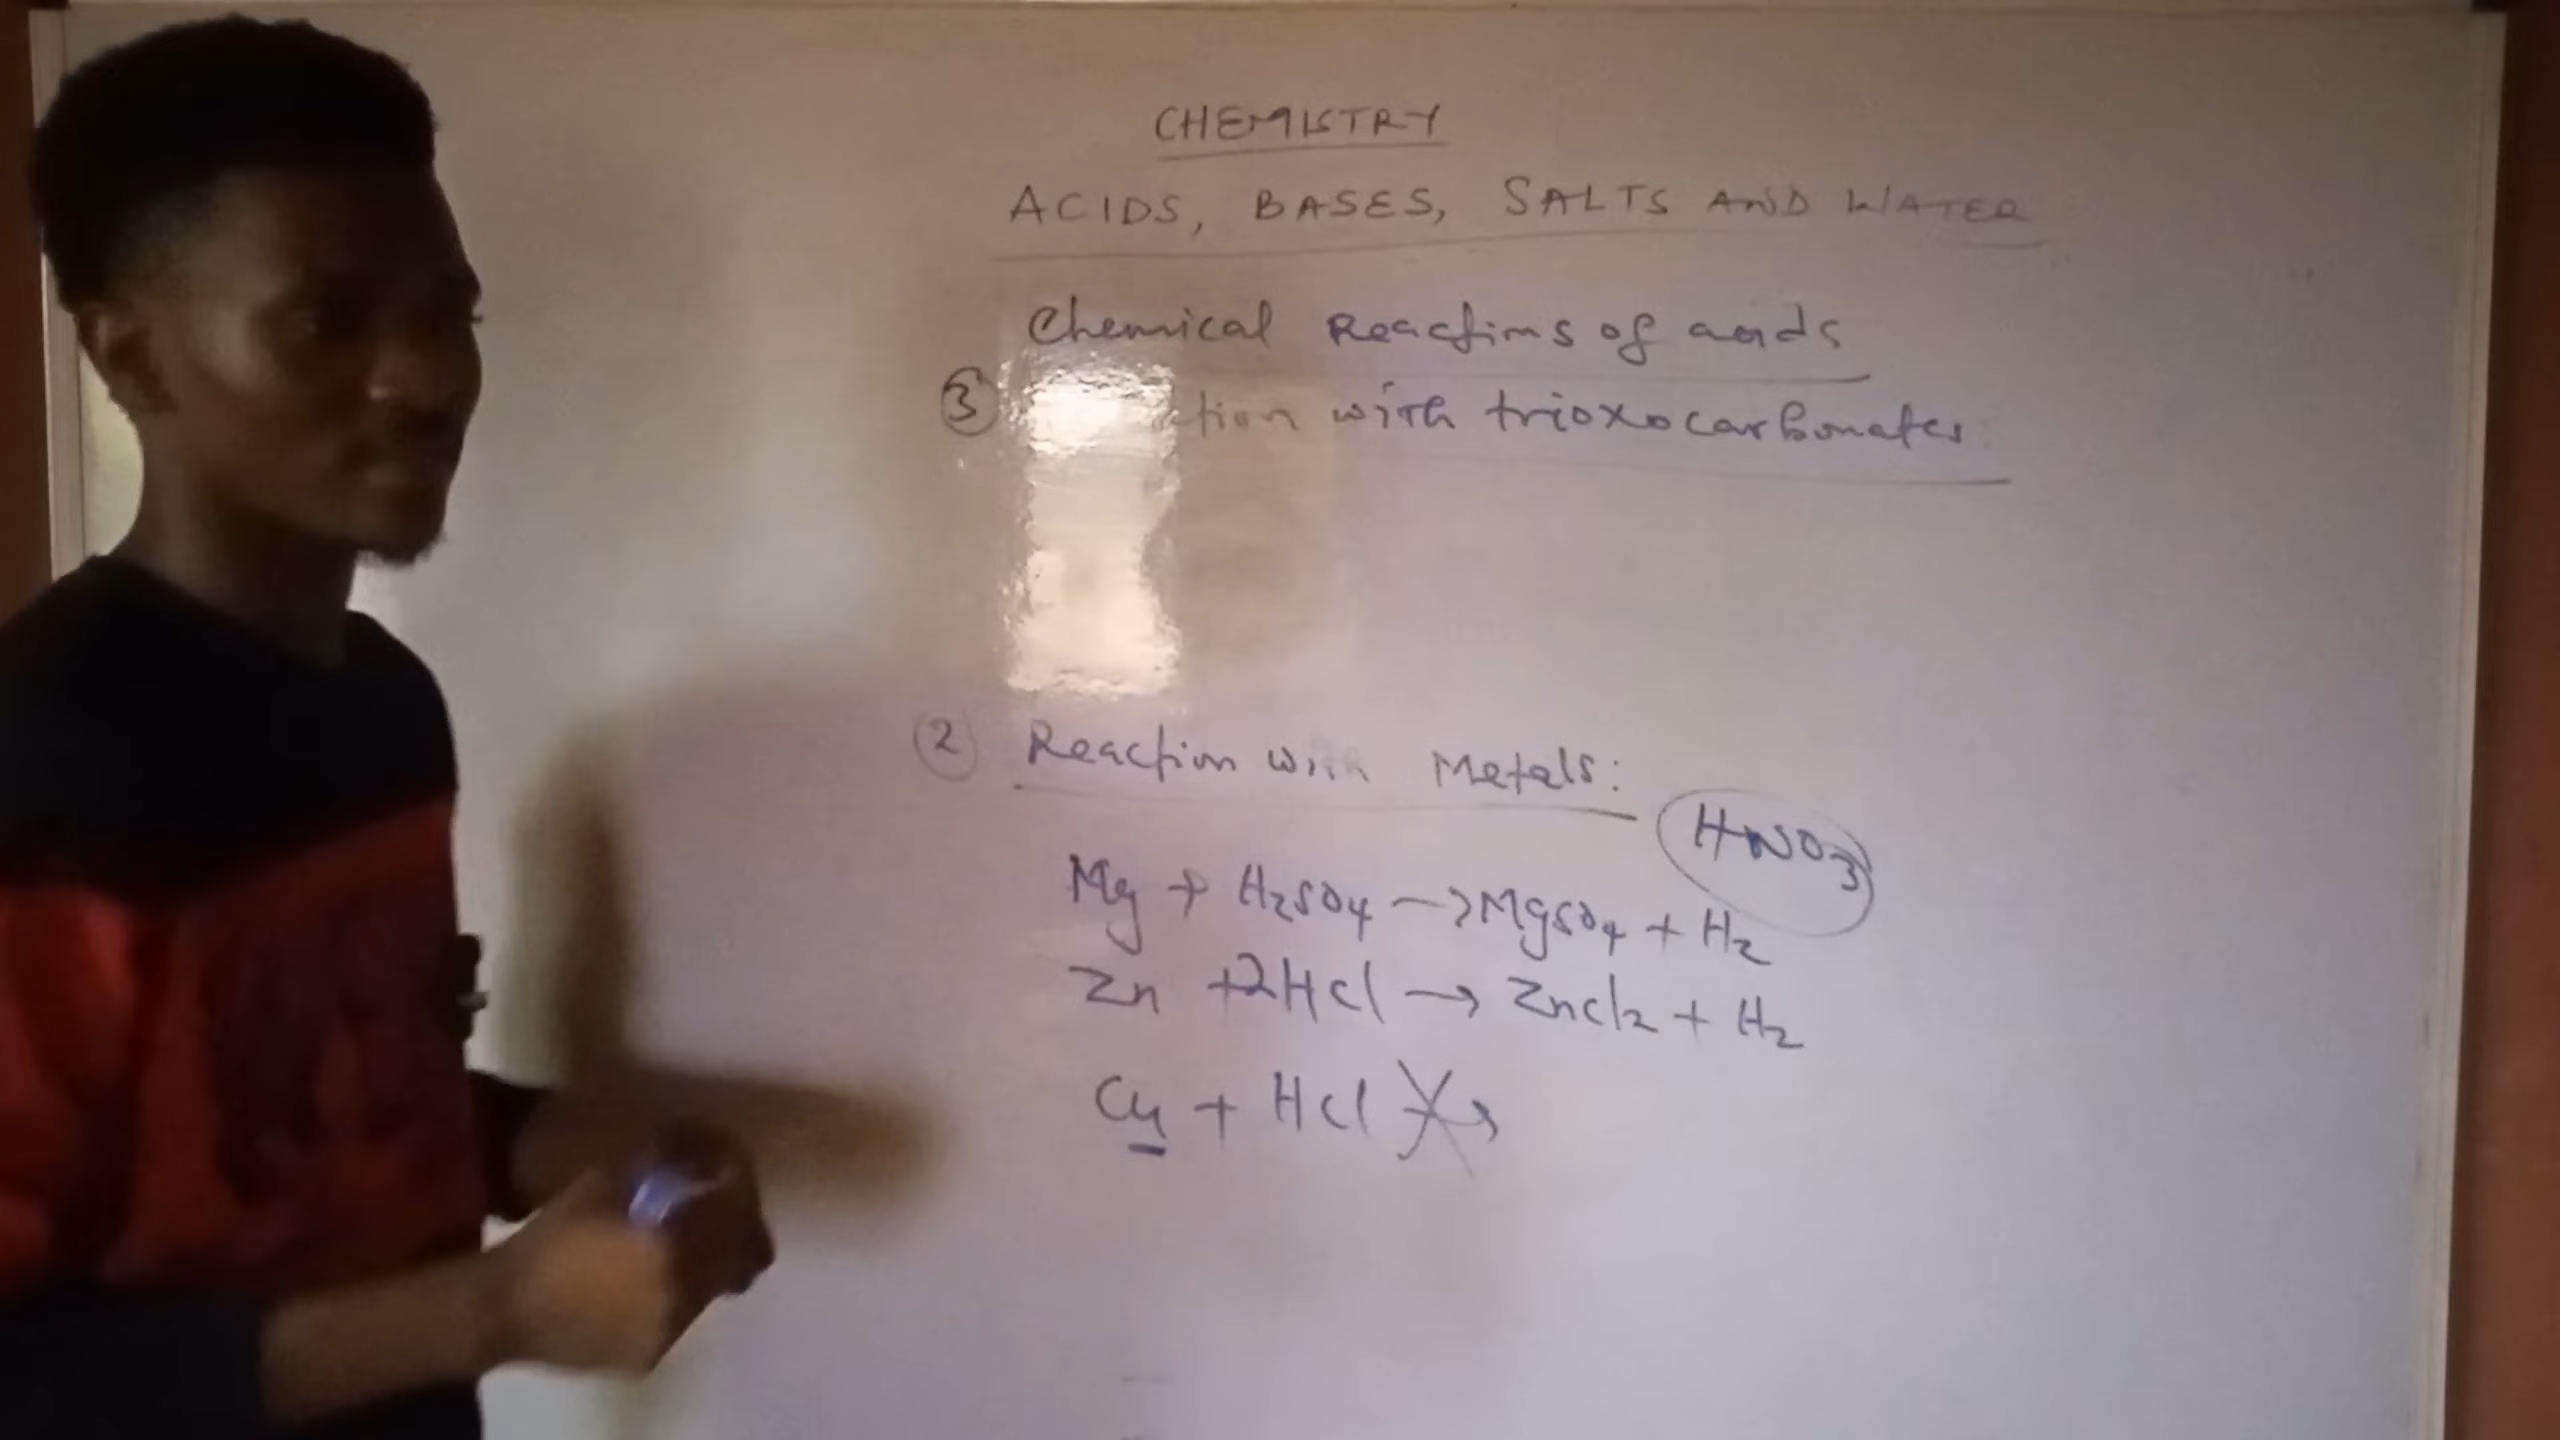 CHEMISTRY
ACIDS, BASES, SALTS AND WATER
Chemical Reactions of acids
③ tion with trioxocarbonates
② Reaction with Metals:
HNO₃
Mg + H₂SO₄ → MgSO₄ + H₂
Zn + 2HCl → ZnCl₂ + H₂
Cu + HCl →